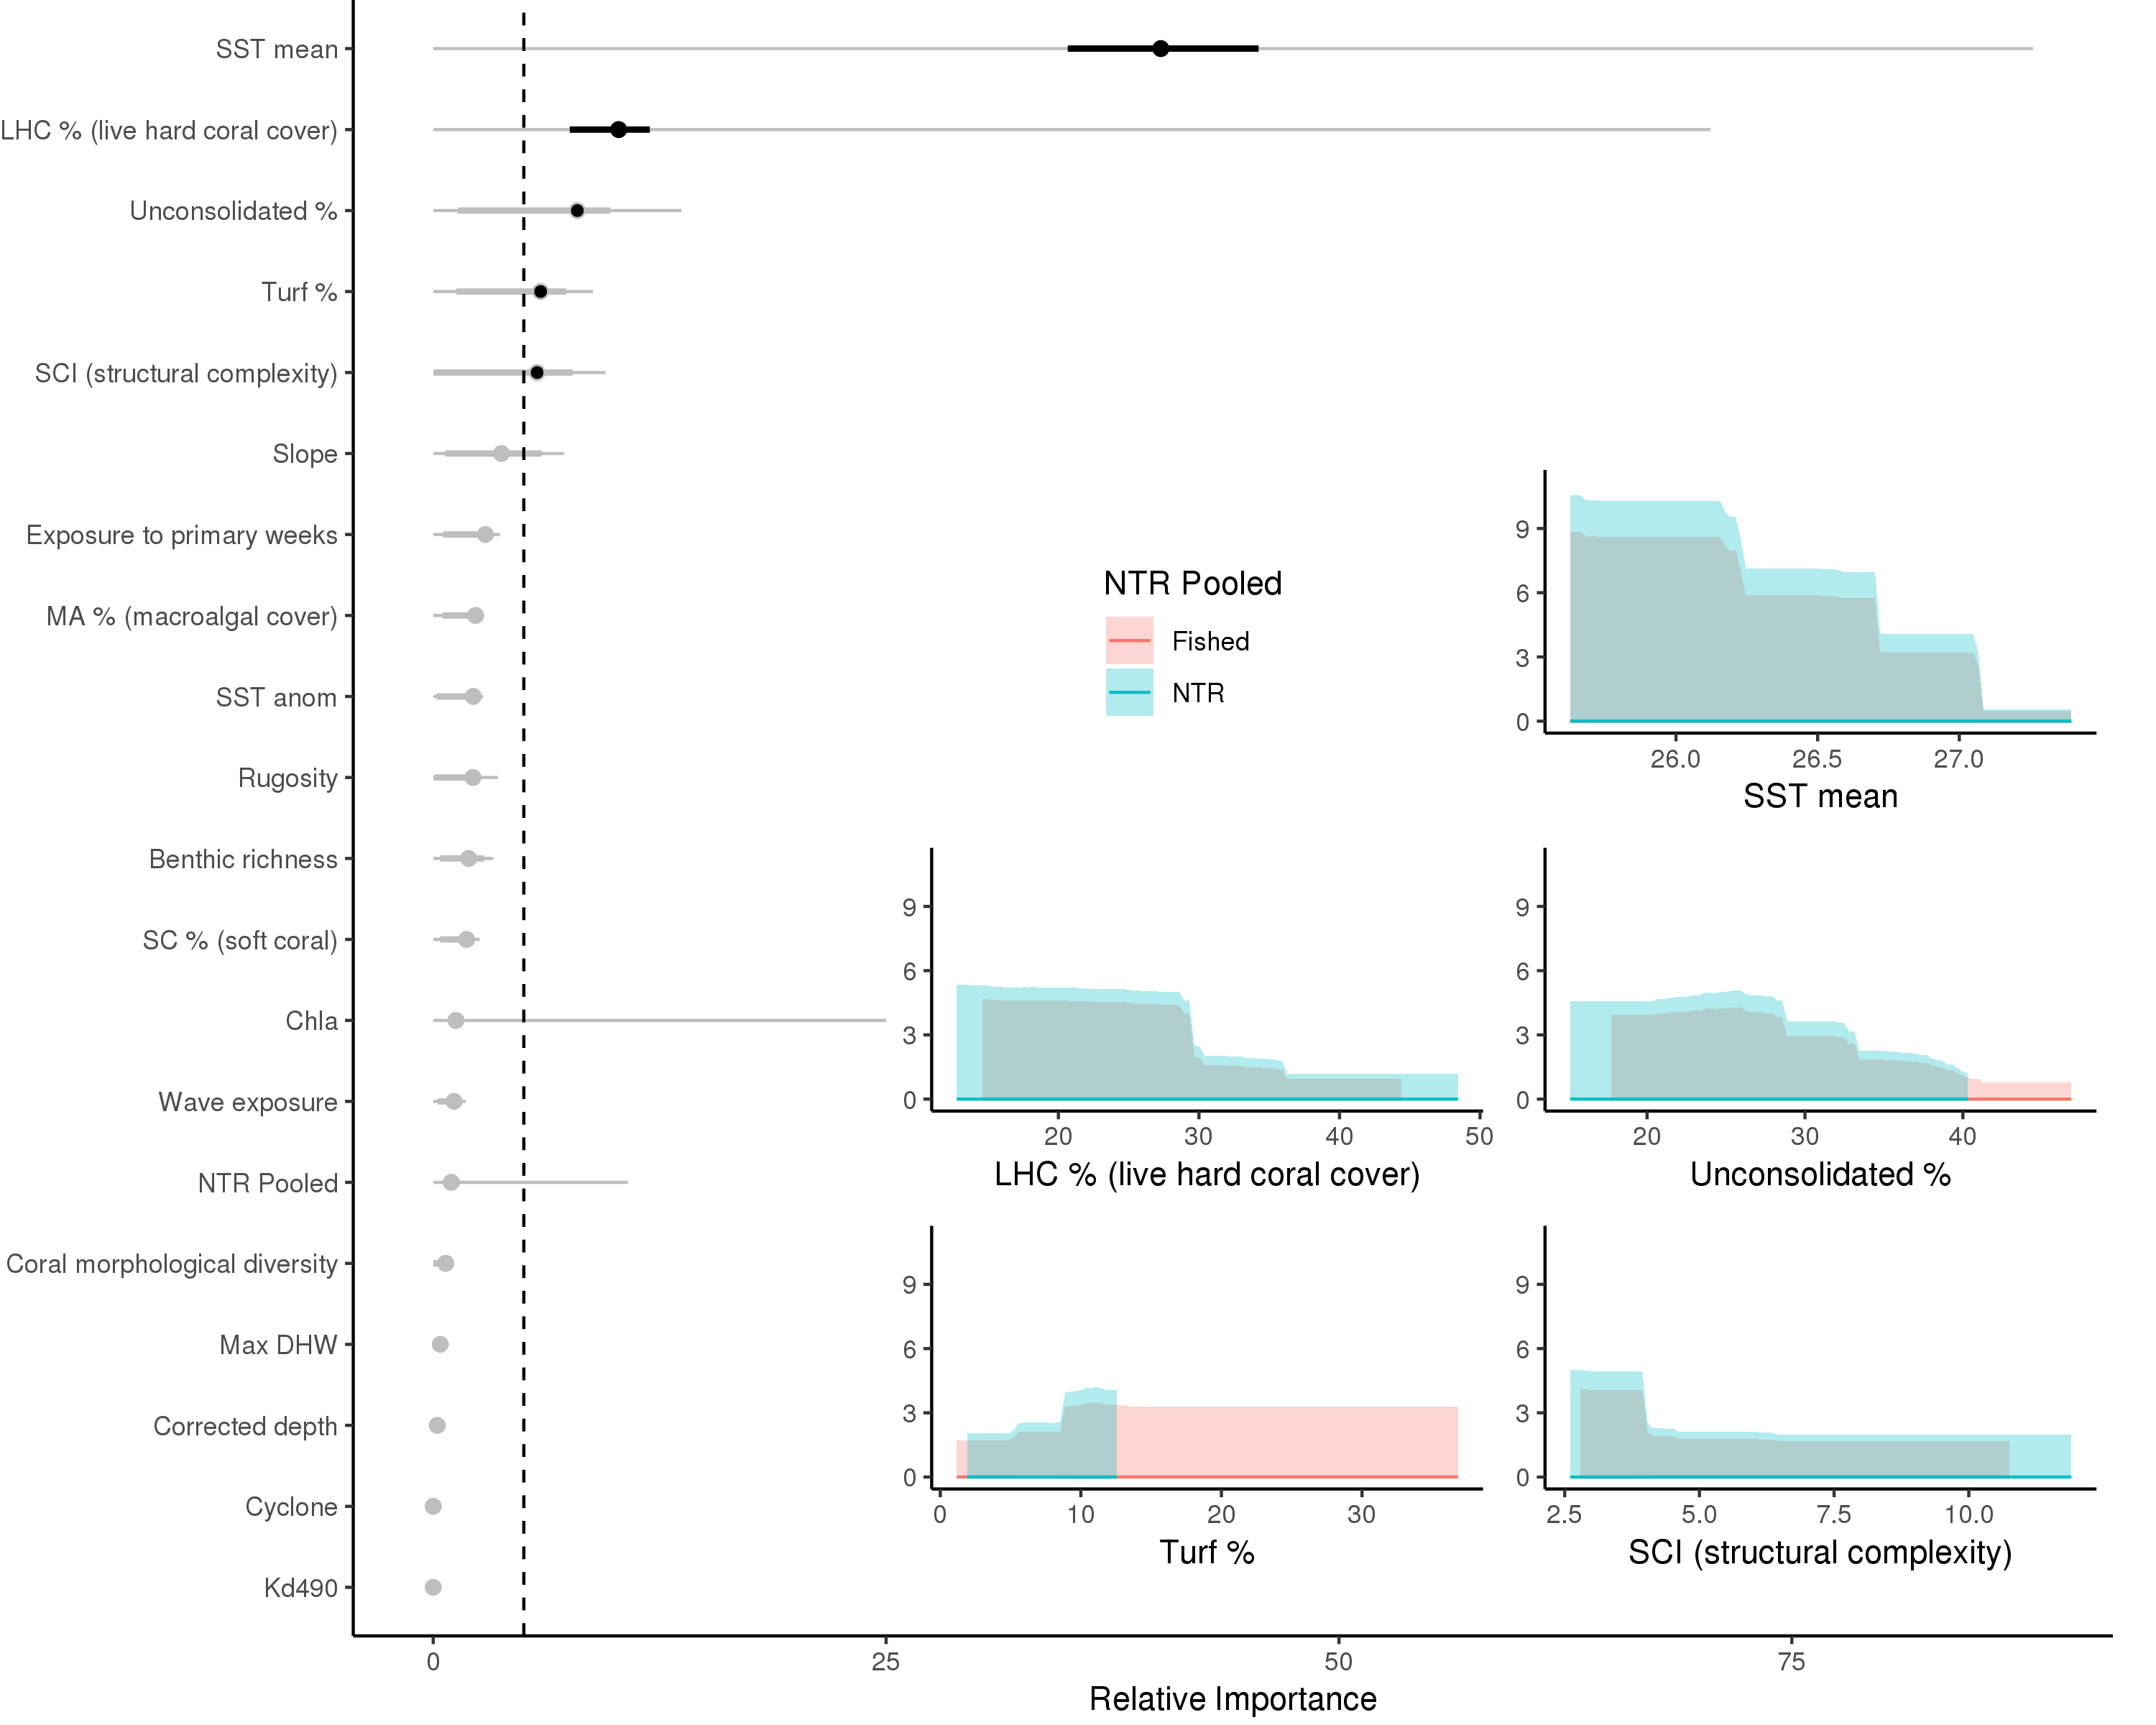 SST mean
LHC % (live hard coral cover)
Unconsolidated %
Turf %
SCI (structural complexity)
Slope
Exposure to primary weeks
MA % (macroalgal cover)
SST anom
Rugosity
Benthic richness
SC % (soft coral)
Chla
Wave exposure
NTR Pooled
Coral morphological diversity
Max DHW
Corrected depth
Cyclone
Kd490
0 25 50 75
Relative Importance
NTR Pooled
Fished
NTR
9
6
3
0
26.0 26.5 27.0
SST mean
9
6
3
0
20 30 40 50
LHC % (live hard coral cover)
9
6
3
0
20 30 40
Unconsolidated %
9
6
3
0
0 10 20 30
Turf %
9
6
3
0
2.5 5.0 7.5 10.0
SCI (structural complexity)